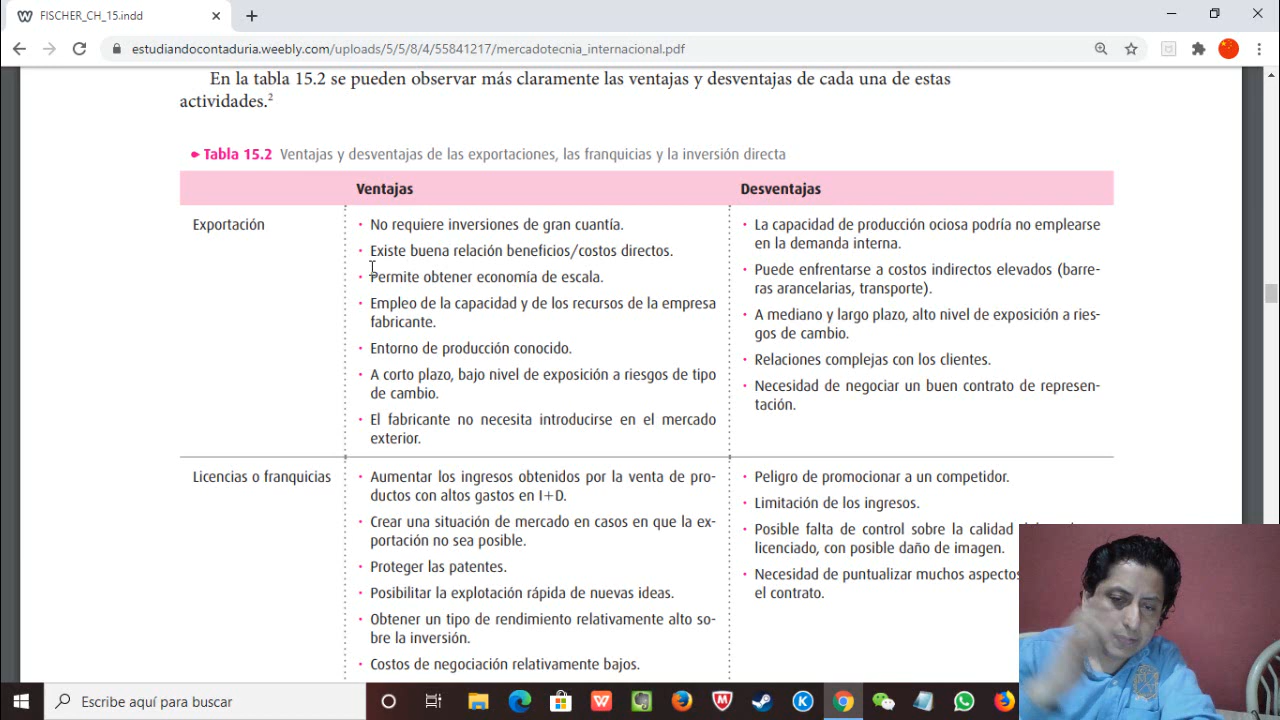 FISCHER_CH_15.indd
estudiandocontaduria.weebly.com/uploads/5/5/8/4/55841217/mercadotecnia_internacional.pdf
En la tabla 15.2 se pueden observar más claramente las ventajas y desventajas de cada una de estas
actividades.2
Tabla 15.2 Ventajas y desventajas de las exportaciones, las franquicias y la inversión directa
Ventajas
Desventajas
Exportación
• No requiere inversiones de gran cuantía.
• Existe buena relación beneficios/costos directos.
• Permite obtener economía de escala.
• Empleo de la capacidad y de los recursos de la empresa
fabricante.
• Entorno de producción conocido.
• A corto plazo, bajo nivel de exposición a riesgos de tipo
de cambio.
• El fabricante no necesita introducirse en el mercado
exterior.
• La capacidad de producción ociosa podría no emplearse
en la demanda interna.
• Puede enfrentarse a costos indirectos elevados (barre-
ras arancelarias, transporte).
• A mediano y largo plazo, alto nivel de exposición a ries-
gos de cambio.
• Relaciones complejas con los clientes.
• Necesidad de negociar un buen contrato de represen-
tación.
Licencias o franquicias
• Aumentar los ingresos obtenidos por la venta de pro-
ductos con altos gastos en I+D.
• Crear una situación de mercado en casos en que la ex-
portación no sea posible.
• Proteger las patentes.
• Posibilitar la explotación rápida de nuevas ideas.
• Obtener un tipo de rendimiento relativamente alto so-
bre la inversión.
• Costos de negociación relativamente bajos.
• Peligro de promocionar a un competidor.
• Limitación de los ingresos.
• Posible falta de control sobre la calidad
licenciado, con posible daño de imagen.
• Necesidad de puntualizar muchos aspectos
el contrato.
Escribe aquí para buscar